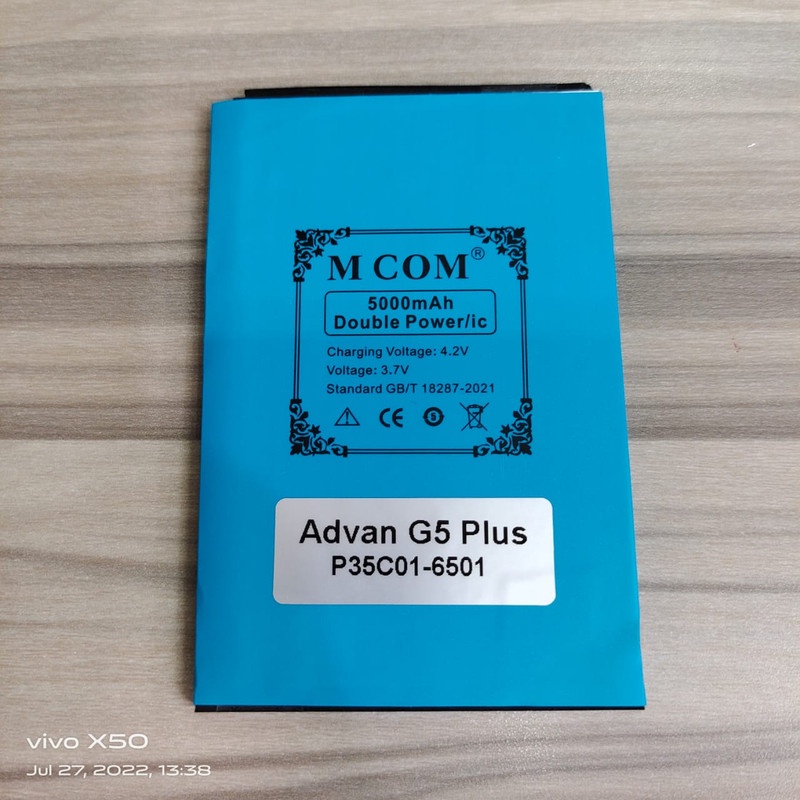 M COM®
5000mAh
Double Power/ic
Charging Voltage: 4.2V
Voltage: 3.7V
Standard GB/T 18287-2021
CE
Advan G5 Plus
P35C01-6501
vivo X50
Jul 27, 2022, 13:38